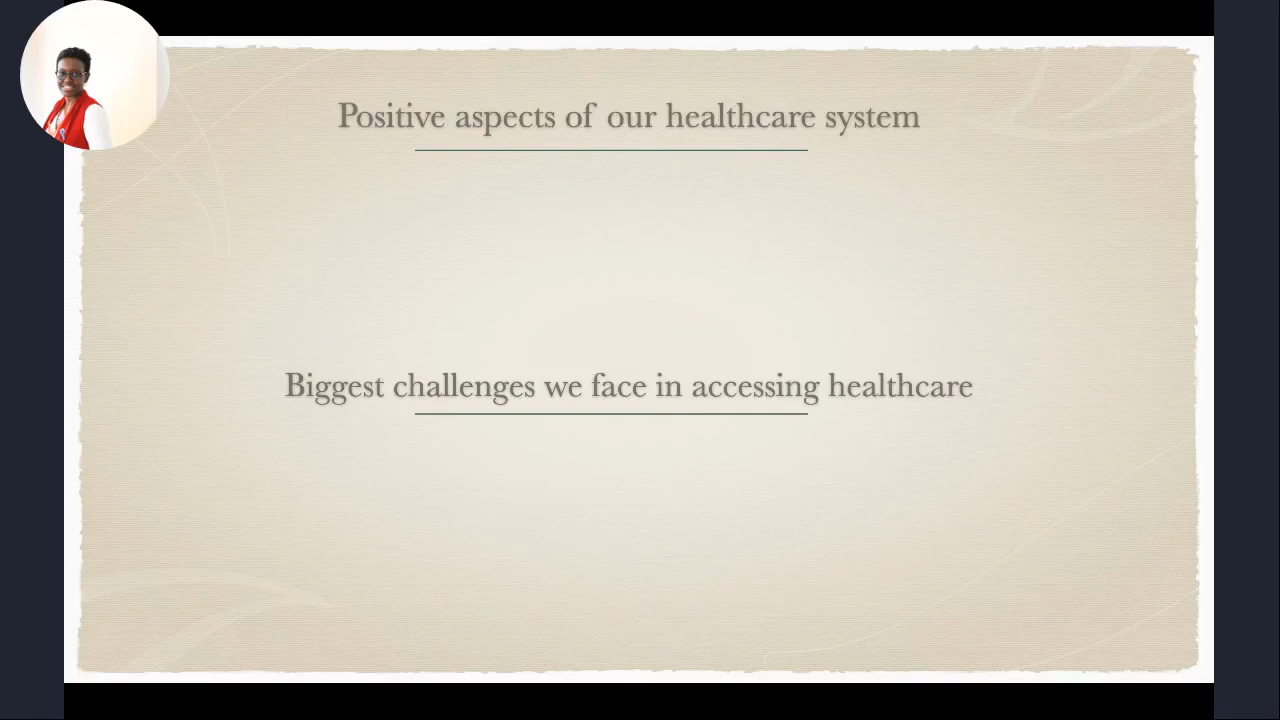 Positive aspects of our healthcare system
Biggest challenges we face in accessing healthcare